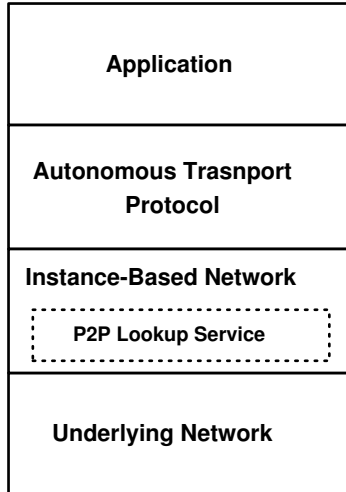 Application
Autonomous Trasnport
Protocol
Instance-Based Network
P2P Lookup Service
Underlying Network